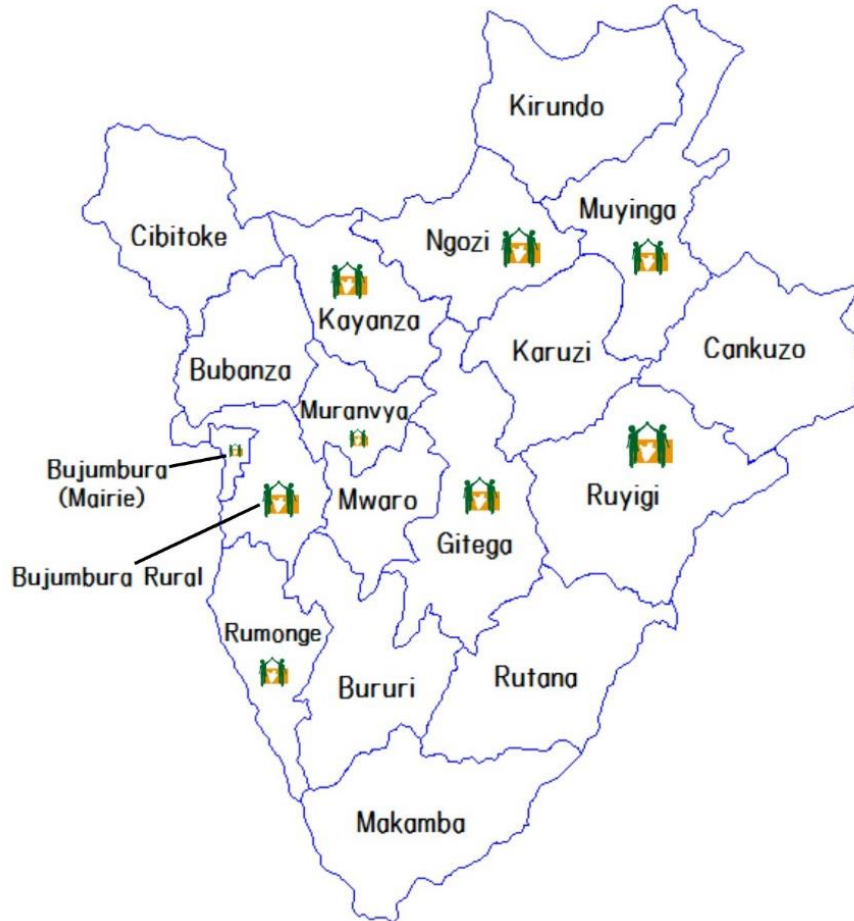 Kirundo
Muyinga
Cibitoke
Ngozi
Kayanza
Karuzi
Cankuzo
Bubanza
Muranvya
Bujumbura
(Mairie)
Mwaro
Ruyigi
Gitega
Bujumbura Rural
Rumonge
Bururi
Rutana
Makamba